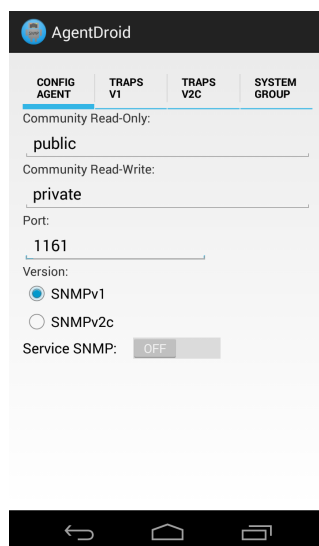 AgentDroid
CONFIG AGENT
TRAPS V1
TRAPS V2C
SYSTEM GROUP
Community Read-Only:
public
Community Read-Write:
private
Port:
1161
Version:
SNMPv1
SNMPv2c
Service SNMP: OFF